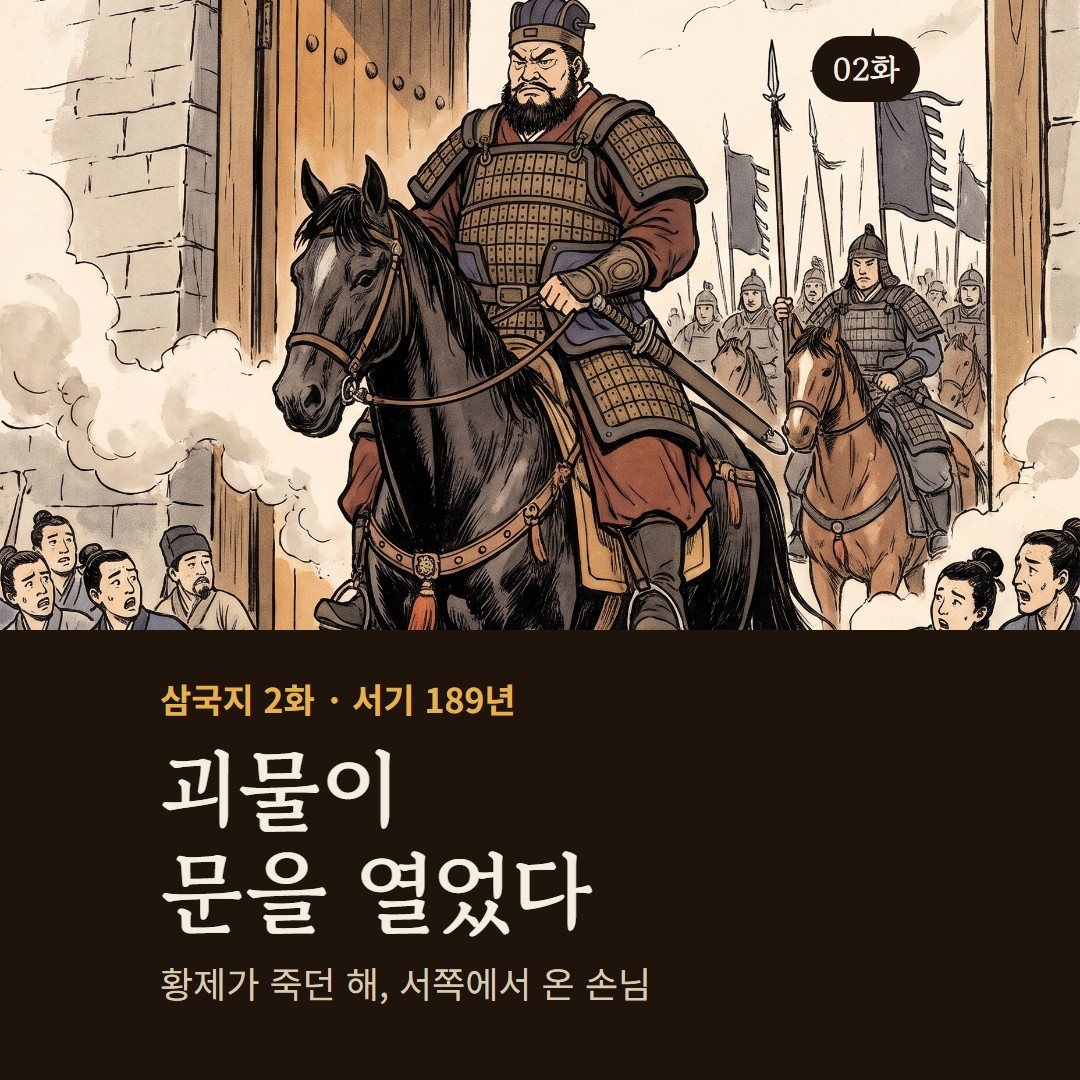 02화
삼국지 2화 · 서기 189년
괴물이
문을 열었다
황제가 죽던 해, 서쪽에서 온 손님